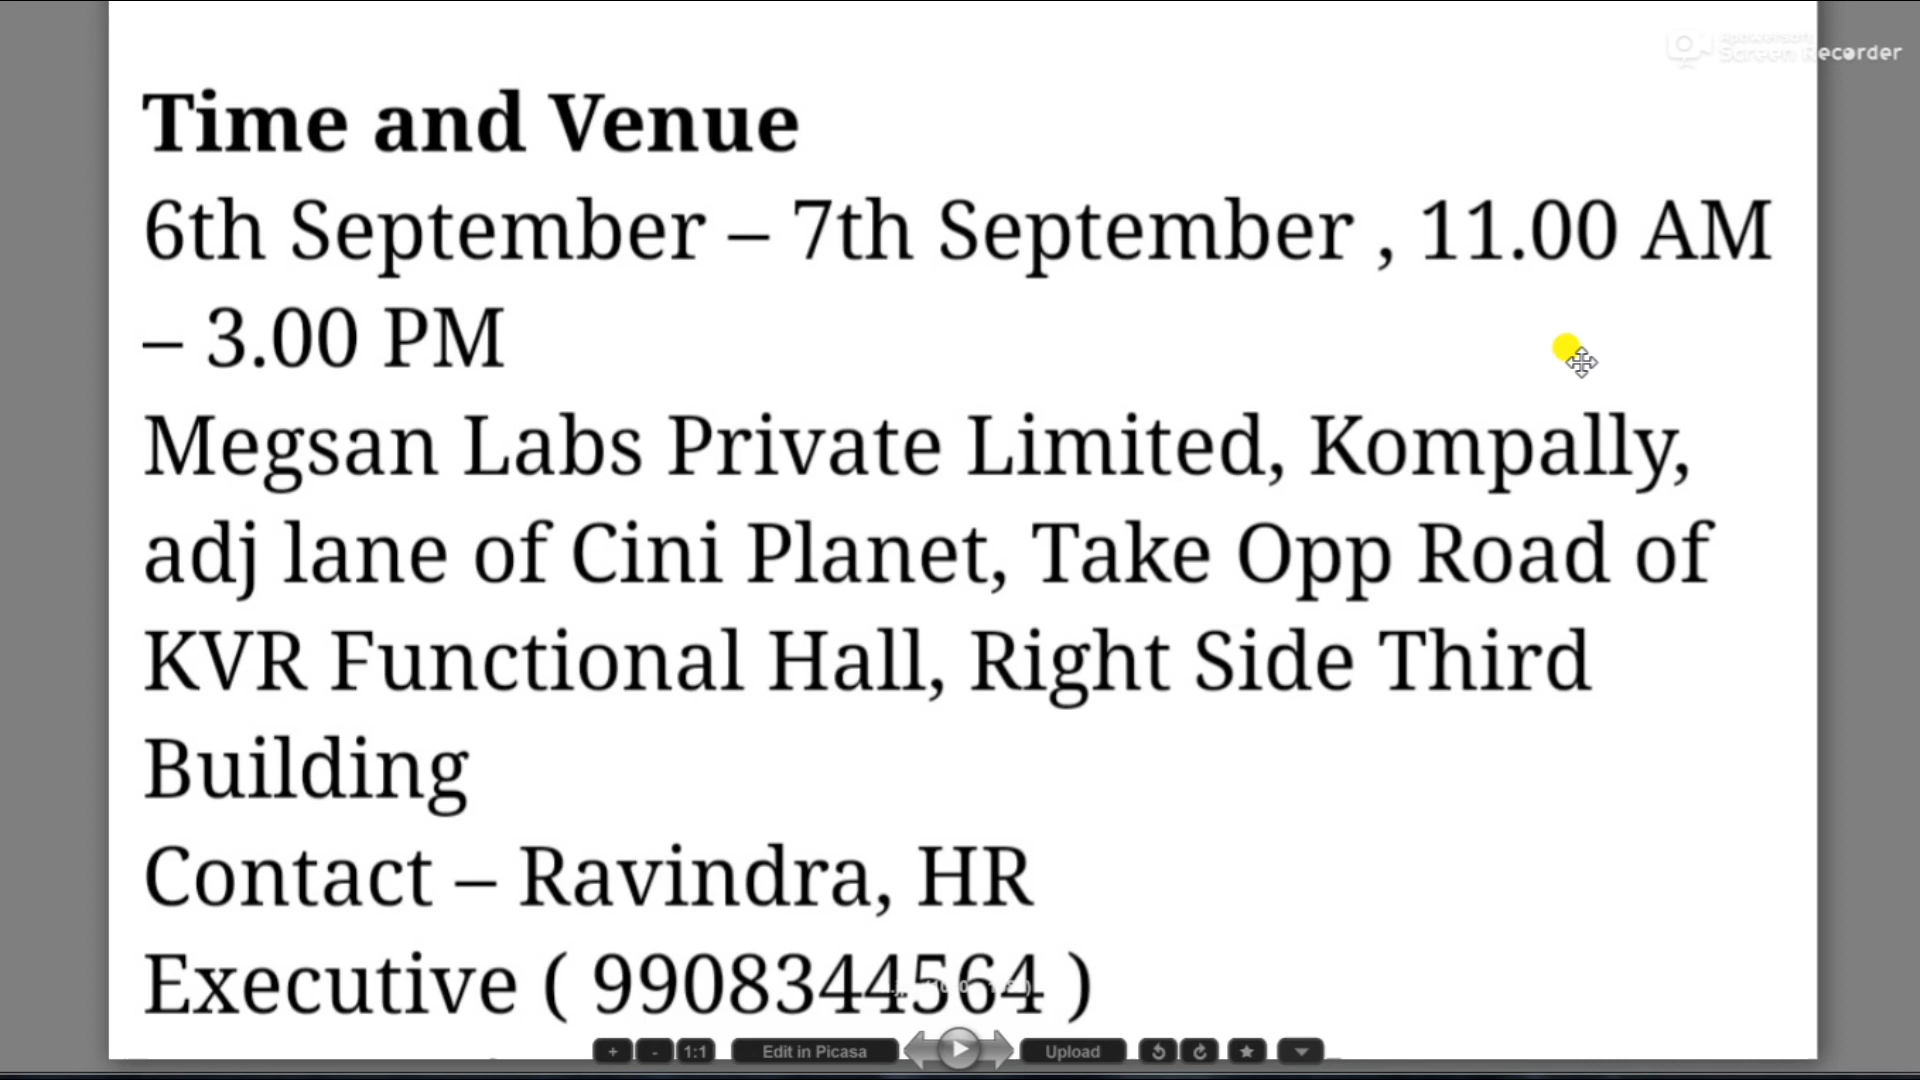 Apowersoft
Screen Recorder
Time and Venue
6th September – 7th September , 11.00 AM
– 3.00 PM
Megsan Labs Private Limited, Kompally,
adj lane of Cini Planet, Take Opp Road of
KVR Functional Hall, Right Side Third
Building
Contact – Ravindra, HR
Executive ( 9908344564 )
+ - 1:1 Edit in Picasa Upload